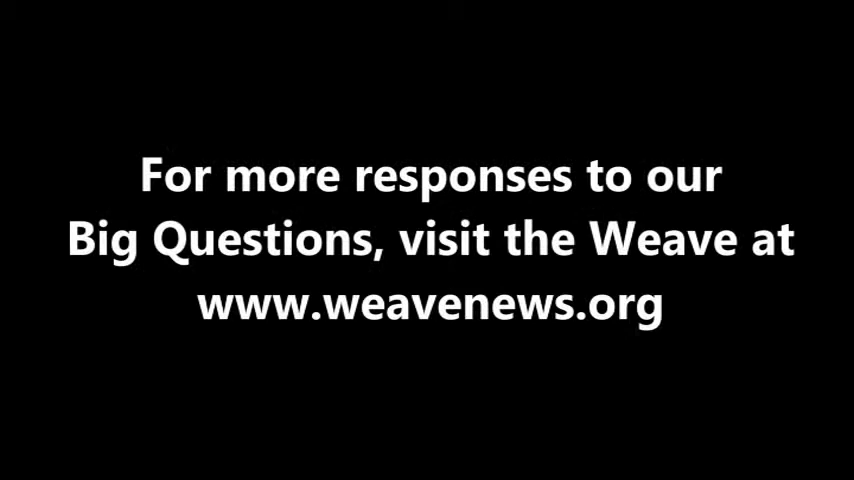 For more responses to our
Big Questions, visit the Weave at
www.weavenews.org